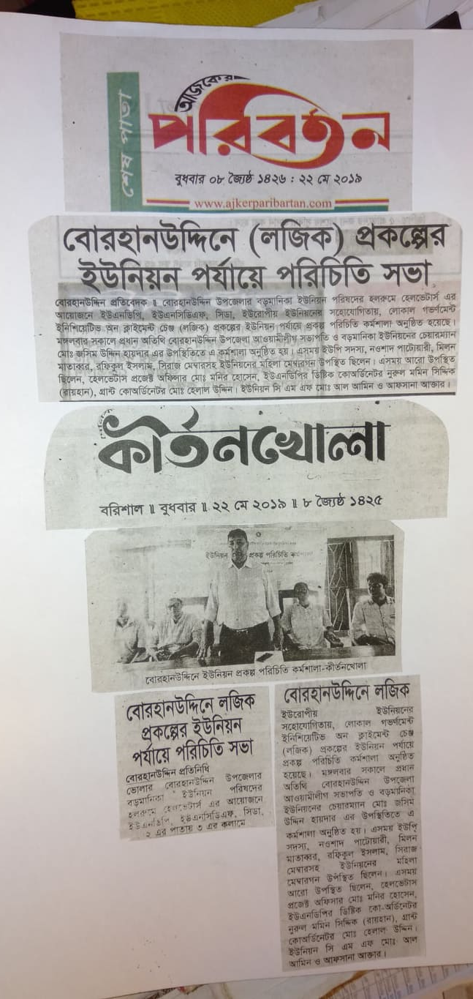 শেষ পাতা
আজকের
পরিবর্তন
বুধবার ০৮ জ্যৈষ্ঠ ১৪২৬ : ২২ মে ২০১৯
www.ajkerparibartan.com
বোরহানউদ্দিনে (লজিক) প্রকল্পের
ইউনিয়ন পর্যায়ে পরিচিতি সভা
বোরহানউদ্দিন প্রতিবেদক ॥ বোরহানউদ্দিন উপজেলার বড়মানিকা ইউনিয়ন পরিষদের হলরুমে হেলভেটার্স এর
আয়োজনে ইউএনডিপি, ইউএনসিডিএফ, সিডা, ইউরোপীয় ইউনিয়নের সহোযোগিতায়, লোকাল গভর্ণমেন্ট
ইনিশিয়েটিভ অন ক্লাইমেন্ট চেঞ্জ (লজিক) প্রকল্পের ইউনিয়ন পর্যায়ে প্রকল্প পরিচিতি কর্মশালা অনুষ্ঠিত হয়েছে।
মঙ্গলবার সকালে প্রধান অতিথি বোরহানউদ্দিন উপজেলা আওয়ামীলীগ সভাপতি ও বড়মানিকা ইউনিয়নের চেয়ারম্যান
মোঃ জসিম উদ্দিন হায়দার এর উপস্থিতিতে এ কর্মশালা অনুষ্ঠিত হয়। এসময় ইউপি সদস্য, নওশাদ পাটোয়ারী, মিলন
মাতাব্বর, রফিকুল ইসলাম, সিরাজ মেম্বারসহ ইউনিয়নের মহিলা মেম্বারগন উপস্থিত ছিলেন। এসময় আরো উপস্থিত
ছিলেন, হেলভেটাস প্রজেক্ট অফিসার মোঃ মনির হোসেন, ইউএনডিপির ডিষ্টিক কোঅর্ডিনেটর নুরুল মমিন সিদ্দিক
(রায়হান), গ্রান্ট কোঅর্ডিনেটর মোঃ হেলাল উদ্দিন। ইউনিয়ন সি এম এফ মোঃ আল আমিন ও আফসানা আক্তার।
কীর্তনখোলা
বরিশাল ॥ বুধবার ॥ ২২ মে ২০১৯ ॥ ৮ জ্যৈষ্ঠ ১৪২৫
ইউনিয়ন প্রকল্প পরিচিতি কর্মশালা
বোরহানউদ্দিনে ইউনিয়ন প্রকল্প পরিচিতি কর্মশালা-কীর্তনখোলা
বোরহানউদ্দিনে লজিক
প্রকল্পের ইউনিয়ন
পর্যায়ে পরিচিতি সভা
বোরহানউদ্দিন প্রতিনিধি
ভোলার বোরহানউদ্দিন উপজেলার
বড়মানিকা ইউনিয়ন পরিষদের
হলরুমে হেলভেটার্স এর আয়োজনে
ইউএনডিপি, ইউএনসিডিএফ, সিডা,
২ এর পাতায় ৩ এর কলামে
বোরহানউদ্দিনে লজিক
ইউরোপীয় ইউনিয়নের
সহোযোগিতায়, লোকাল গভর্ণমেন্ট
ইনিশিয়েটিভ অন ক্লাইমেন্ট চেঞ্জ
(লজিক) প্রকল্পের ইউনিয়ন পর্যায়ে
প্রকল্প পরিচিতি কর্মশালা অনুষ্ঠিত
হয়েছে। মঙ্গলবার সকালে প্রধান
অতিথি বোরহানউদ্দিন উপজেলা
আওয়ামীলীগ সভাপতি ও বড়মানিকা
ইউনিয়নের চেয়ারম্যান মোঃ জসিম
উদ্দিন হায়দার এর উপস্থিতিতে এ
কর্মশালা অনুষ্ঠিত হয়। এসময় ইউপি
সদস্য, নওশাদ পাটোয়ারী, মিলন
মাতাব্বর, রফিকুল ইসলাম, সিরাজ
মেম্বারসহ ইউনিয়নের মহিলা
মেম্বারগন উপস্থিত ছিলেন। এসময়
আরো উপস্থিত ছিলেন, হেলভেটাস
প্রজেক্ট অফিসার মোঃ মনির হোসেন,
ইউএনডিপির ডিষ্টিক কো-অর্ডিনেটর
নুরুল মমিন সিদ্দিক (রায়হান), গ্রান্ট
কোঅর্ডিনেটর মোঃ হেলাল উদ্দিন।
ইউনিয়ন সি এম এফ মোঃ আল
আমিন ও আফসানা আক্তার।